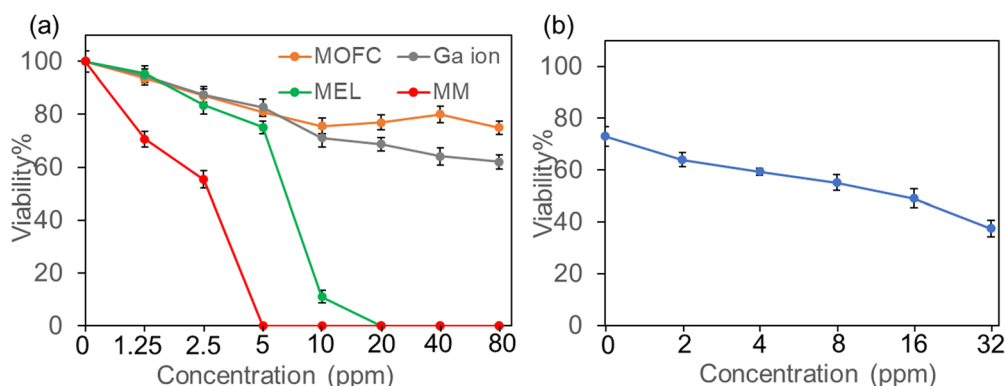 (a)
MOFC
Ga ion
MEL
MM
100
80
60
40
20
0
Viability%
0 1.25 2.5 5 10 20 40 80
Concentration (ppm)
(b)
100
80
60
40
20
0
Viability%
0 2 4 8 16 32
Concentration (ppm)